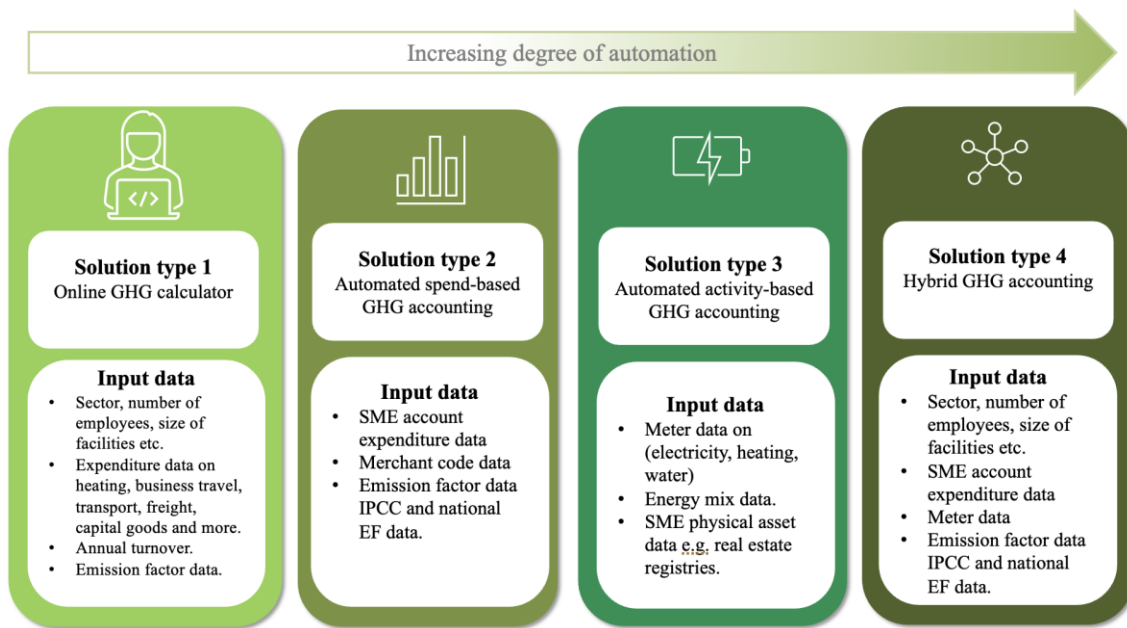 Increasing degree of automation
</>
Solution type 1
Online GHG calculator
Input data
• Sector, number of
employees, size of
facilities etc.
• Expenditure data on
heating, business travel,
transport, freight,
capital goods and more.
• Annual turnover.
• Emission factor data.
Solution type 2
Automated spend-based
GHG accounting
Input data
• SME account
expenditure data
• Merchant code data
• Emission factor data
IPCC and national
EF data.
Solution type 3
Automated activity-based
GHG accounting
Input data
• Meter data on
(electricity, heating,
water)
• Energy mix data.
• SME physical asset
data e.g. real estate
registries.
Solution type 4
Hybrid GHG accounting
Input data
• Sector, number of
employees, size of
facilities etc.
• SME account
expenditure data
• Meter data
• Emission factor data
IPCC and national
EF data.